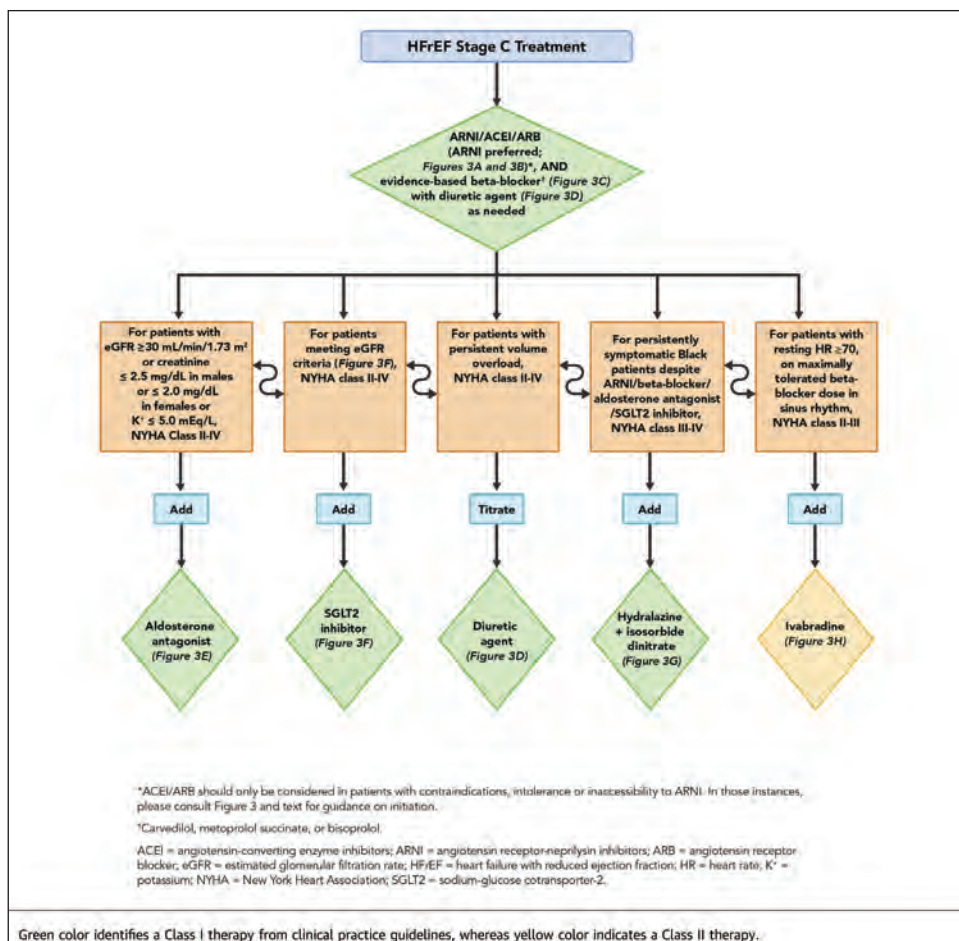 HFrEF Stage C Treatment
ARNI/ACEI/ARB
(ARNI preferred;
Figures 3A and 3B)*, AND
evidence-based beta-blocker† (Figure 3C)
with diuretic agent (Figure 3D)
as needed
For patients with
eGFR ≥30 mL/min/1.73 m²
or creatinine
≤ 2.5 mg/dL in males
or ≤ 2.0 mg/dL
in females or
K⁺ ≤ 5.0 mEq/L,
NYHA Class II-IV
For patients
meeting eGFR
criteria (Figure 3F),
NYHA class II-IV
For patients with
persistent volume
overload,
NYHA class II-IV
For persistently
symptomatic Black
patients despite
ARNI/beta-blocker/
aldosterone antagonist
/SGLT2 inhibitor,
NYHA class III-IV
For patients with
resting HR ≥70,
on maximally
tolerated beta-
blocker dose in
sinus rhythm,
NYHA class II-III
Add
Add
Titrate
Add
Add
Aldosterone
antagonist
(Figure 3E)
SGLT2
inhibitor
(Figure 3F)
Diuretic
agent
(Figure 3D)
Hydralazine
+ isosorbide
dinitrate
(Figure 3G)
Ivabradine
(Figure 3H)
*ACEI/ARB should only be considered in patients with contraindications, intolerance or inaccessibility to ARNI. In those instances,
please consult Figure 3 and text for guidance on initiation.
†Carvedilol, metoprolol succinate, or bisoprolol.
ACEI = angiotensin-converting enzyme inhibitors; ARNI = angiotensin receptor-neprilysin inhibitors; ARB = angiotensin receptor
blocker; eGFR = estimated glomerular filtration rate; HFrEF = heart failure with reduced ejection fraction; HR = heart rate; K⁺ =
potassium; NYHA = New York Heart Association; SGLT2 = sodium-glucose cotransporter-2.
Green color identifies a Class I therapy from clinical practice guidelines, whereas yellow color indicates a Class II therapy.